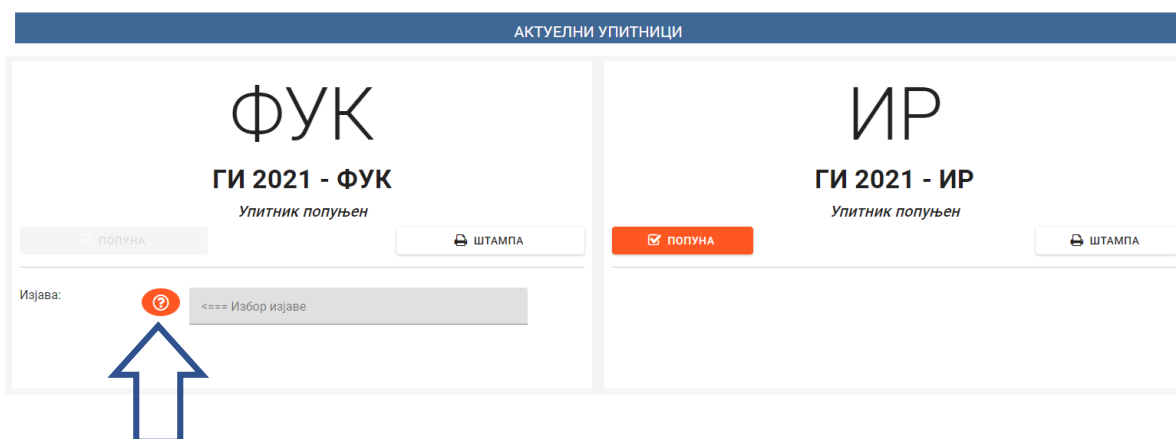 АКТУЕЛНИ УПИТНИЦИ
ФУК
ГИ 2021 - ФУК
Упитник попуњен
ПОПУНА
ШТАМПА
Изјава:
<=== Избор изјаве
ИР
ГИ 2021 - ИР
Упитник попуњен
ПОПУНА
ШТАМПА